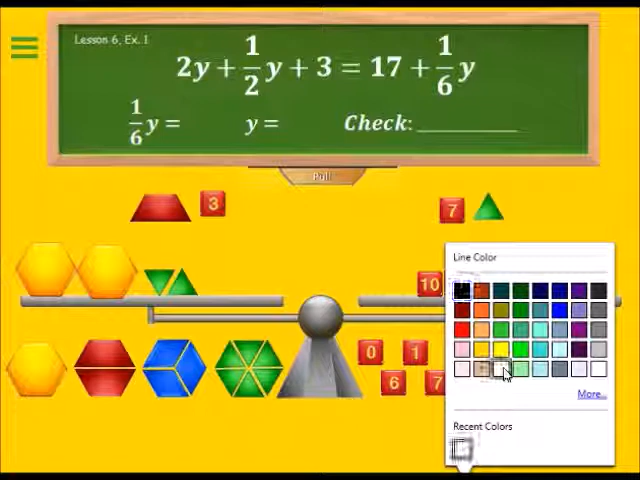 Lesson 6, Ex. 1
2y + 1/2 y + 3 = 17 + 1/6 y
1/6 y = y = Check: __________
Pull
3 7
10
0 1
6 7
Line Color
More...
Recent Colors